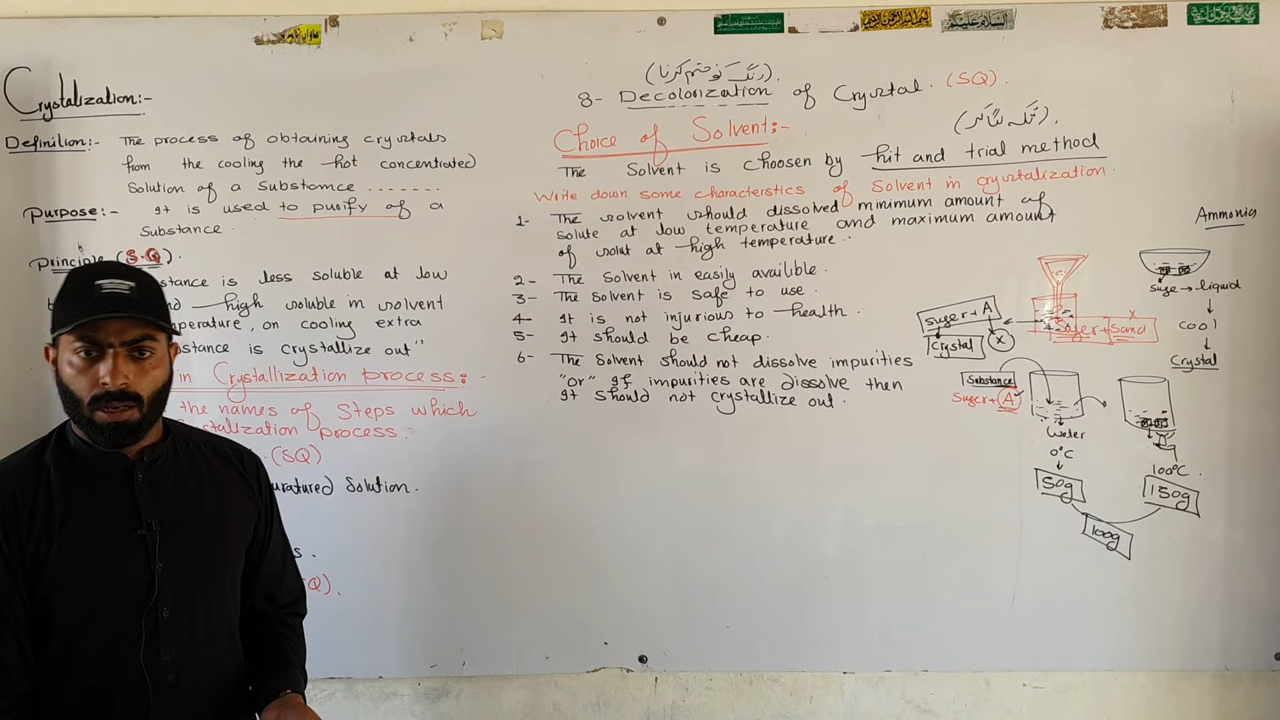 Crystalization:-
Definition:- The process of obtaining crystals
from the cooling the hot concentrated
Solution of a Substance .......
Purpose:- It is used to purify of a
Substance.
Principle (S.Q).
stance is less soluble at low
high soluble in solvent
perature, on cooling extra
stance is crystallize out"
in Crystallization process:-
the names of Steps which
stalization process.
(SQ)
Solution.
s.
Q).
8- Decolorization of Crystal. (SQ).
Choice of Solvent:-
The Solvent is choosen by hit and trial method
Write down some characterstics of Solvent in crystalization.
1- The solvent should dissolved minimum amount of
solute at low temperature and maximum amount
of solut at high temperature..
2- The Solvent in easily availible.
3- The Solvent is safe to use.
4- It is not injurious to health.
5- It should be cheap.
6- The Solvent should not dissolve impurities
"or" If impurities are dissolve then
It should not crystallize out.
السلام علیکم
Suger + A
Crystal
X
Suger + Sand
X
Substance
Suger + A
Water
0°C
50g
100g
100°C.
150g
Suge → liquid
cool
Crystal